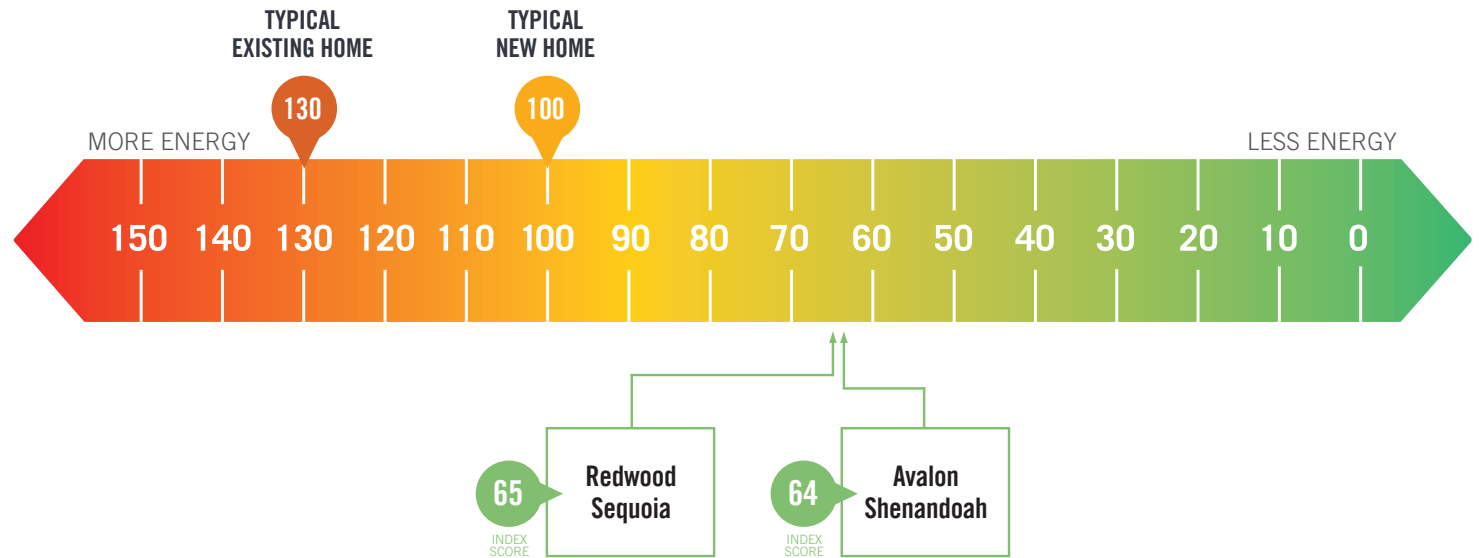 TYPICAL
EXISTING HOME
TYPICAL
NEW HOME
130
100
MORE ENERGY
LESS ENERGY
150 140 130 120 110 100 90 80 70 60 50 40 30 20 10 0
65
INDEX
SCORE
Redwood
Sequoia
64
INDEX
SCORE
Avalon
Shenandoah